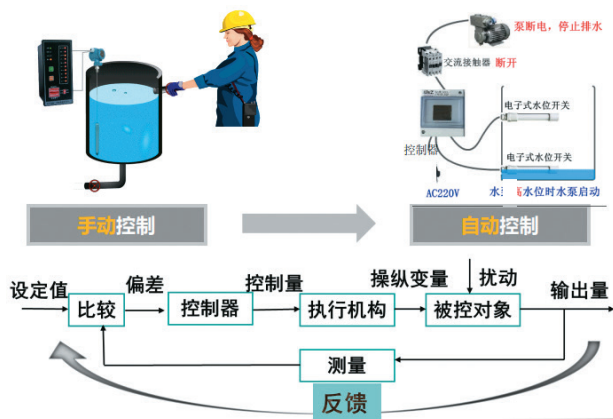 泵断电，停止排水
交流接触器 断开
电子式水位开关
控制器
电子式水位开关
AC220V
水至高水位时水泵启动
手动控制
自动控制
设定值
比较
偏差
控制器
控制量
执行机构
操纵变量
扰动
被控对象
输出量
测量
反馈